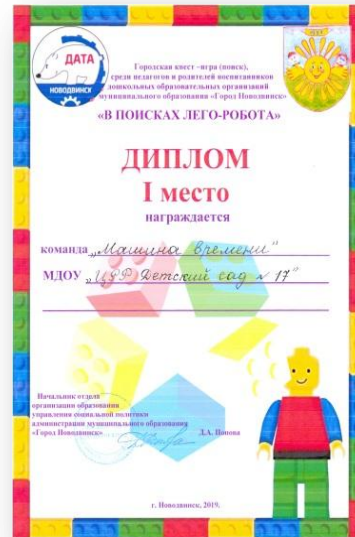 ДАТА
НОВОДВИНСК
Городская квест –игра (поиск),
среди педагогов и родителей воспитанников
дошкольных образовательных организаций
муниципального образования «Город Новодвинск»
«В ПОИСКАХ ЛЕГО-РОБОТА»
ДИПЛОМ
I место
награждается
команда „Машина времени"
МДОУ „ЦРР Детский сад № 17"
Начальник отдела
организации образования
управления социальной политики
администрации муниципального образования
«Город Новодвинск»
Д.А. Попова
г. Новодвинск, 2019.